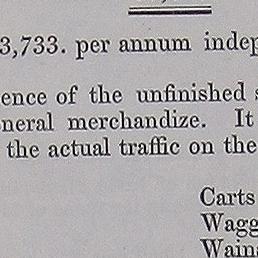 3,733. per annum indep
ence of the unfinished s
neral merchandize. It
the actual traffic on the
Carts
Wagg
Wains